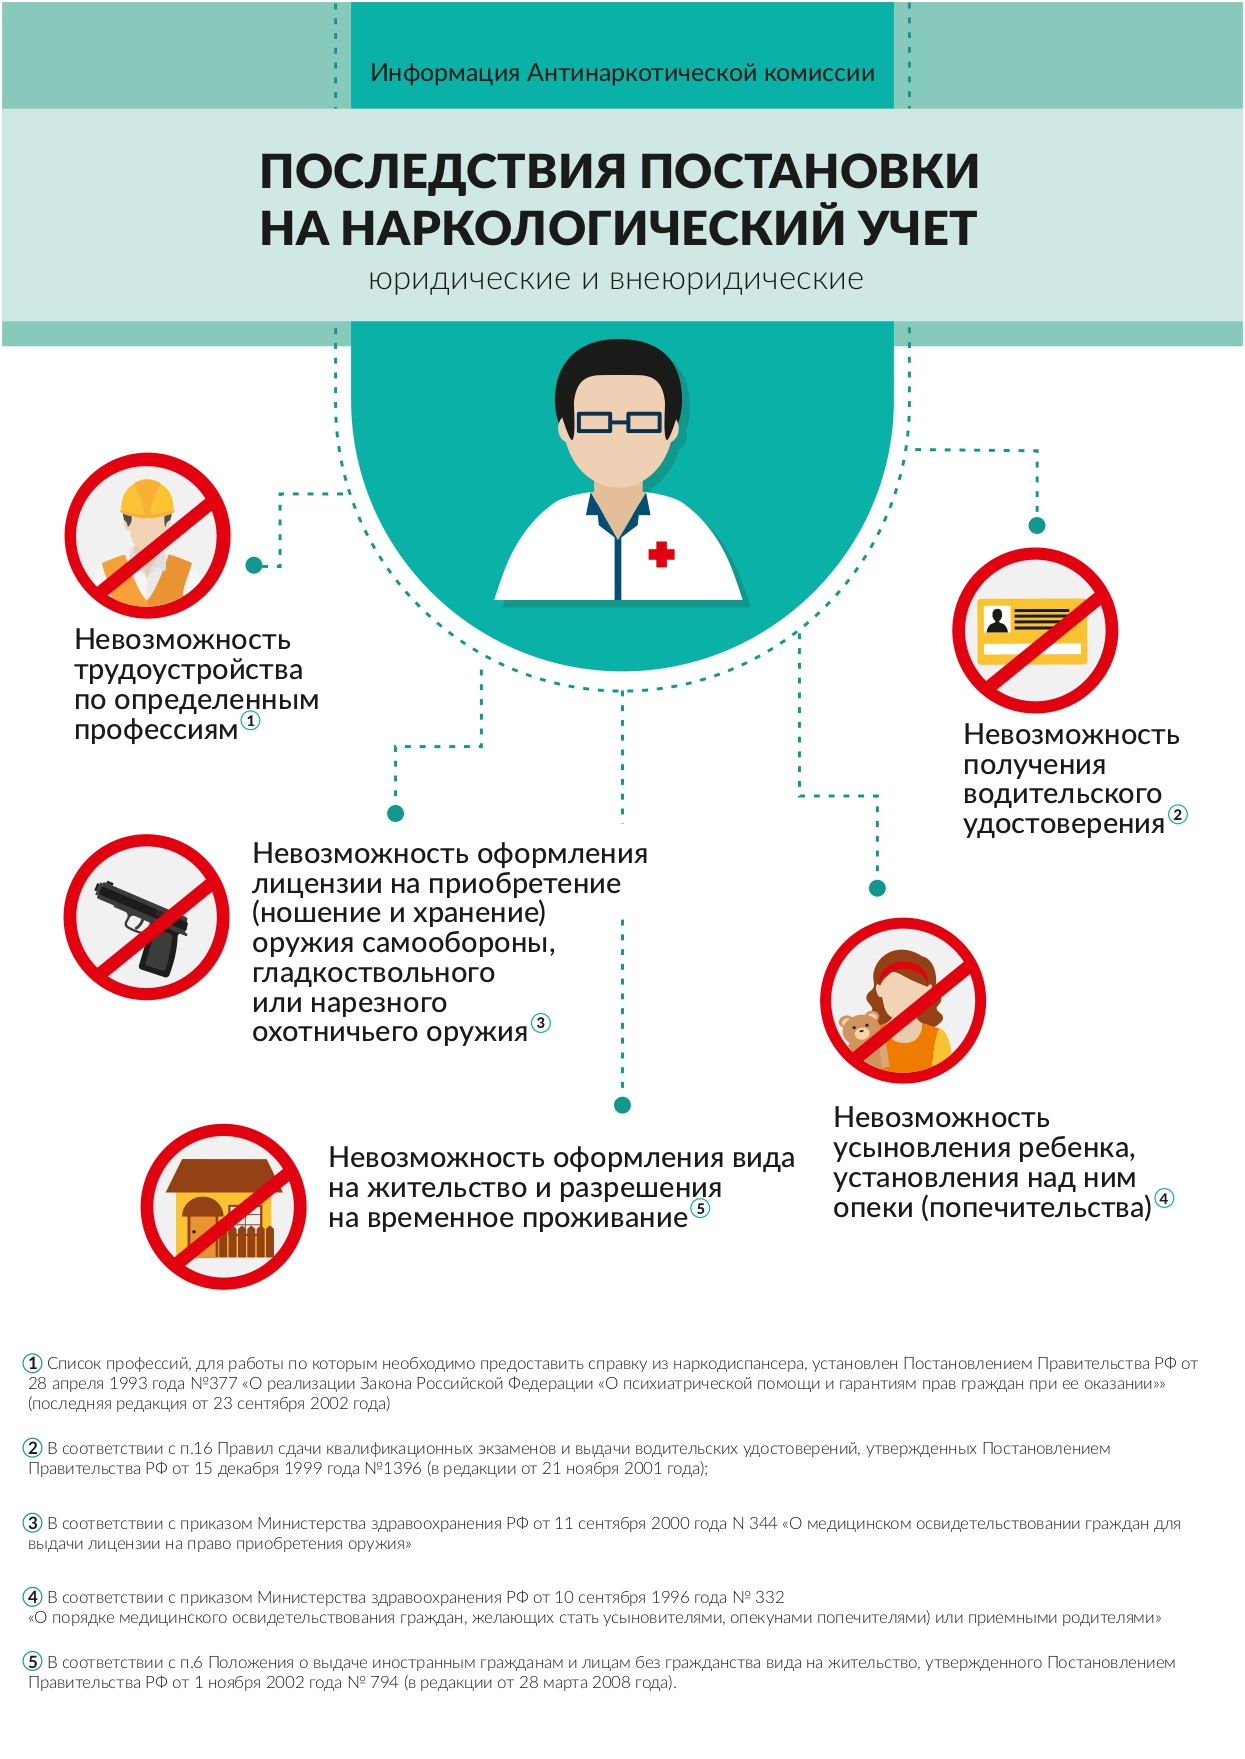 Информация Антинаркотической комиссии
ПОСЛЕДСТВИЯ ПОСТАНОВКИ
НА НАРКОЛОГИЧЕСКИЙ УЧЕТ
юридические и внеюридические
Невозможность
трудоустройства
по определенным
профессиям 1
Невозможность
получения
водительского
удостоверения 2
Невозможность оформления
лицензии на приобретение
(ношение и хранение)
оружия самообороны,
гладкоствольного
или нарезного
охотничьего оружия 3
Невозможность
усыновления ребенка,
установления над ним
опеки (попечительства) 4
Невозможность оформления вида
на жительство и разрешения
на временное проживание 5
1 Список профессий, для работы по которым необходимо предоставить справку из наркодиспансера, установлен Постановлением Правительства РФ от
28 апреля 1993 года №377 «О реализации Закона Российской Федерации «О психиатрической помощи и гарантиям прав граждан при ее оказании»»
(последняя редакция от 23 сентября 2002 года)
2 В соответствии с п.16 Правил сдачи квалификационных экзаменов и выдачи водительских удостоверений, утвержденных Постановлением
Правительства РФ от 15 декабря 1999 года №1396 (в редакции от 21 ноября 2001 года);
3 В соответствии с приказом Министерства здравоохранения РФ от 11 сентября 2000 года N 344 «О медицинском освидетельствовании граждан для
выдачи лицензии на право приобретения оружия»
4 В соответствии с приказом Министерства здравоохранения РФ от 10 сентября 1996 года № 332
«О порядке медицинского освидетельствования граждан, желающих стать усыновителями, опекунами попечителями) или приемными родителями»
5 В соответствии с п.6 Положения о выдаче иностранным гражданам и лицам без гражданства вида на жительство, утвержденного Постановлением
Правительства РФ от 1 ноября 2002 года № 794 (в редакции от 28 марта 2008 года).